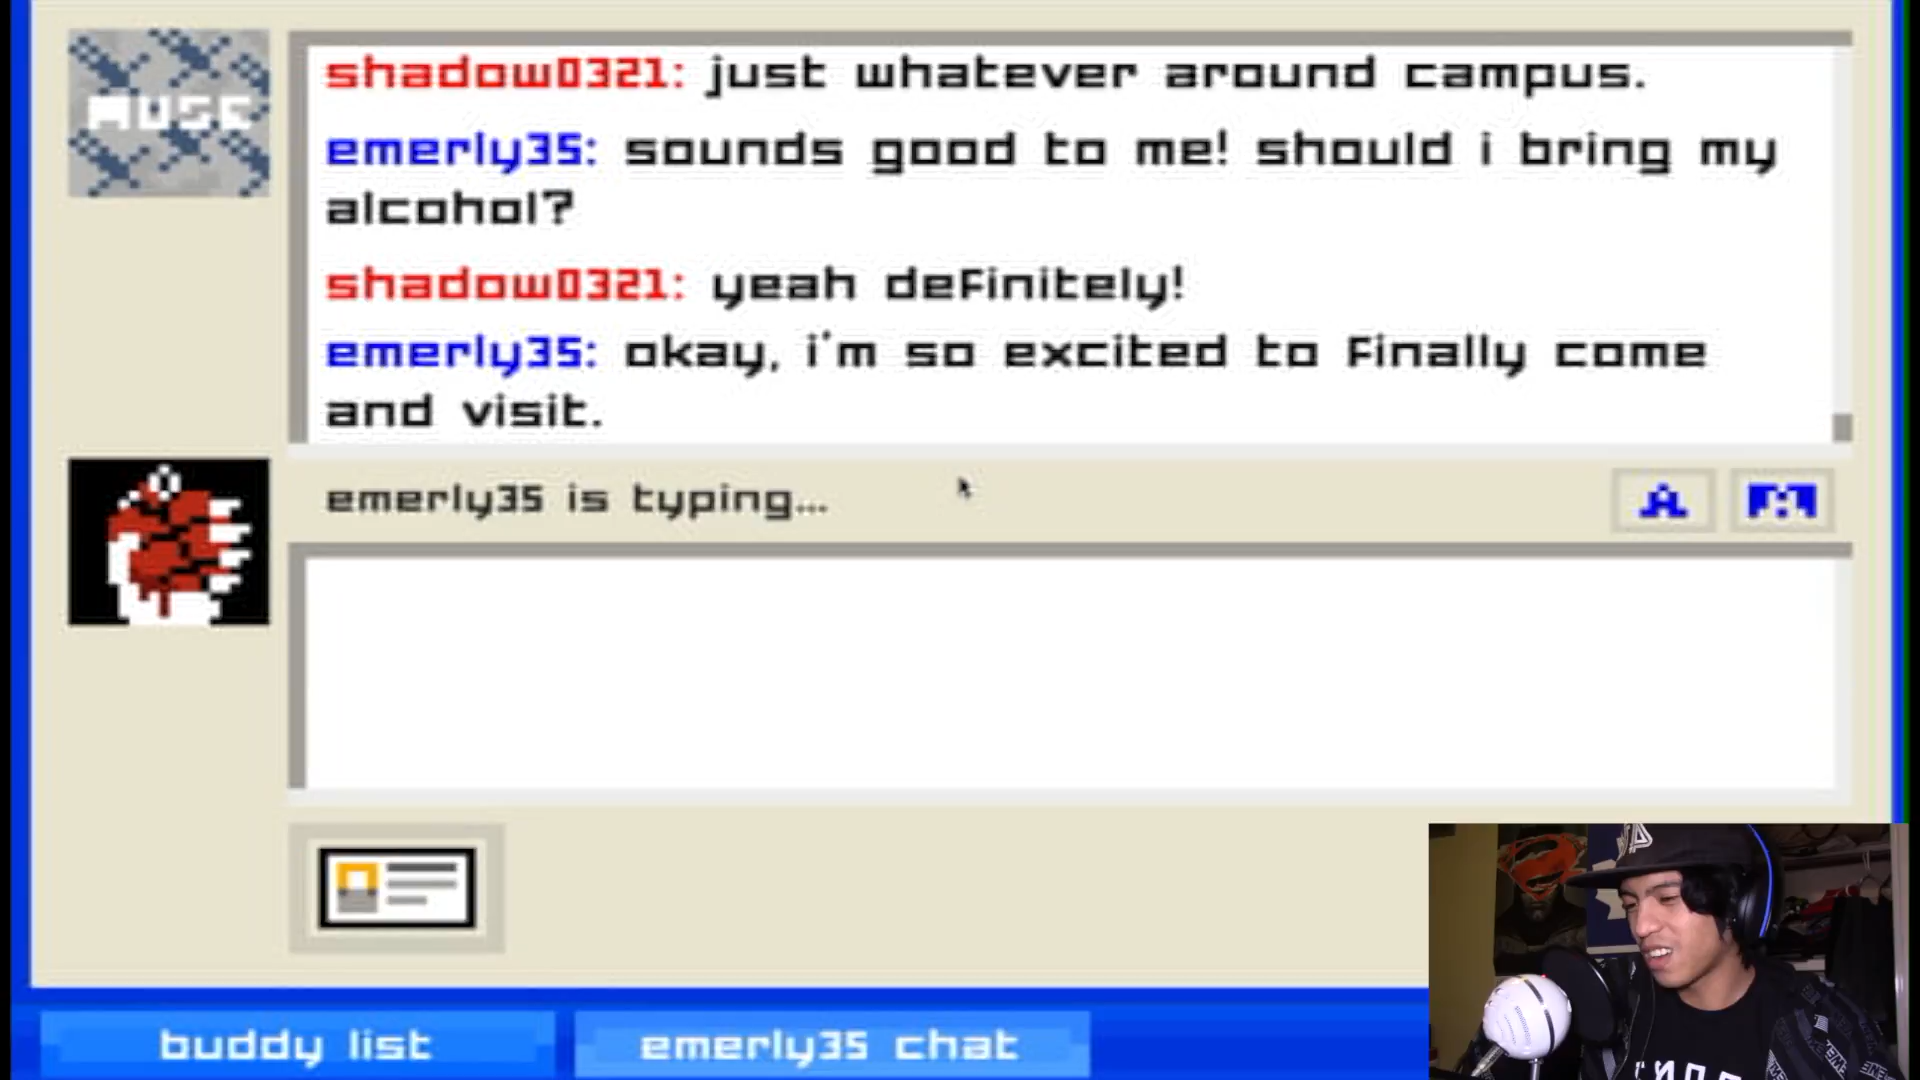 MUSE
shadow0321: just whatever around campus.
emerly35: sounds good to me! should i bring my
alcohol?
shadow0321: yeah definitely!
emerly35: okay, i'm so excited to finally come
and visit.
emerly35 is typing...
A
buddy list
emerly35 chat